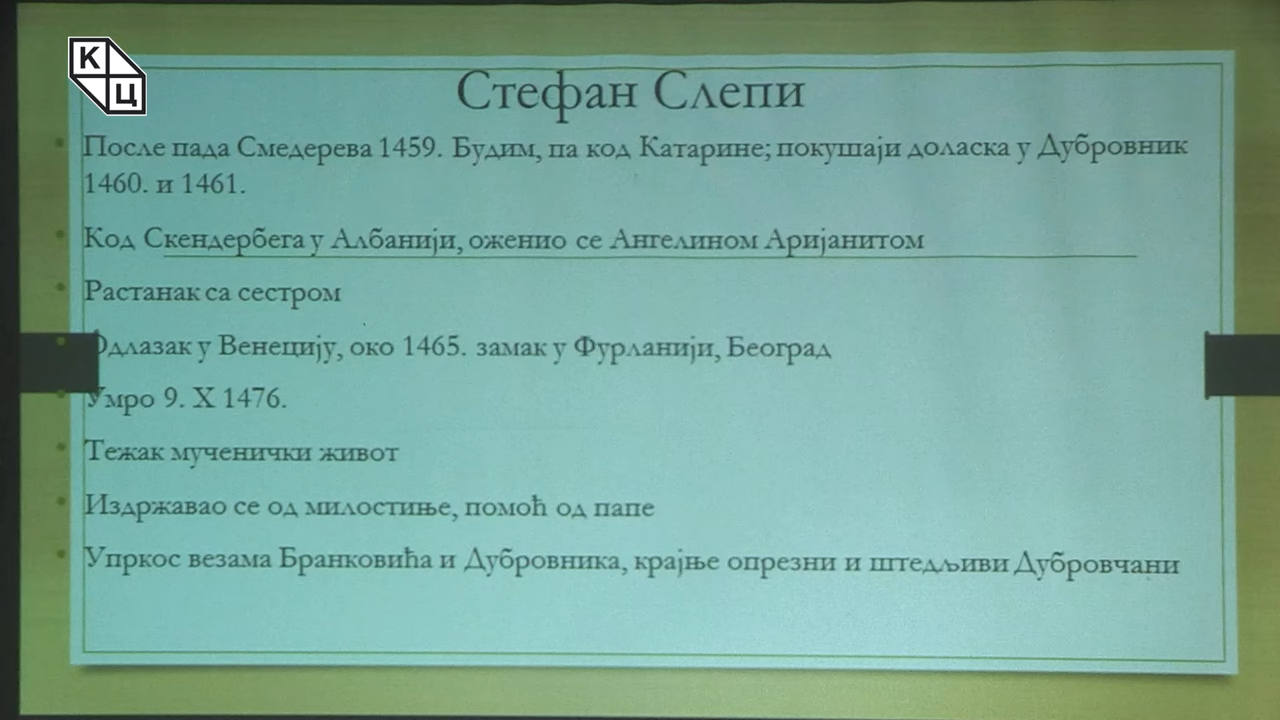 К
Ц
Стефан Слепи
После пада Смедерева 1459. Будим, па код Катарине; покушаји доласка у Дубровник
1460. и 1461.
Код Скендербега у Албанији, оженио се Ангелином Аријанитом
Растанак са сестром
Одлазак у Венецију, око 1465. замак у Фурланији, Београд
Умро 9. X 1476.
Тежак мученички живот
Издржавао се од милостиње, помоћ од папе
Упркос везама Бранковића и Дубровника, крајње опрезни и штедљиви Дубровчани